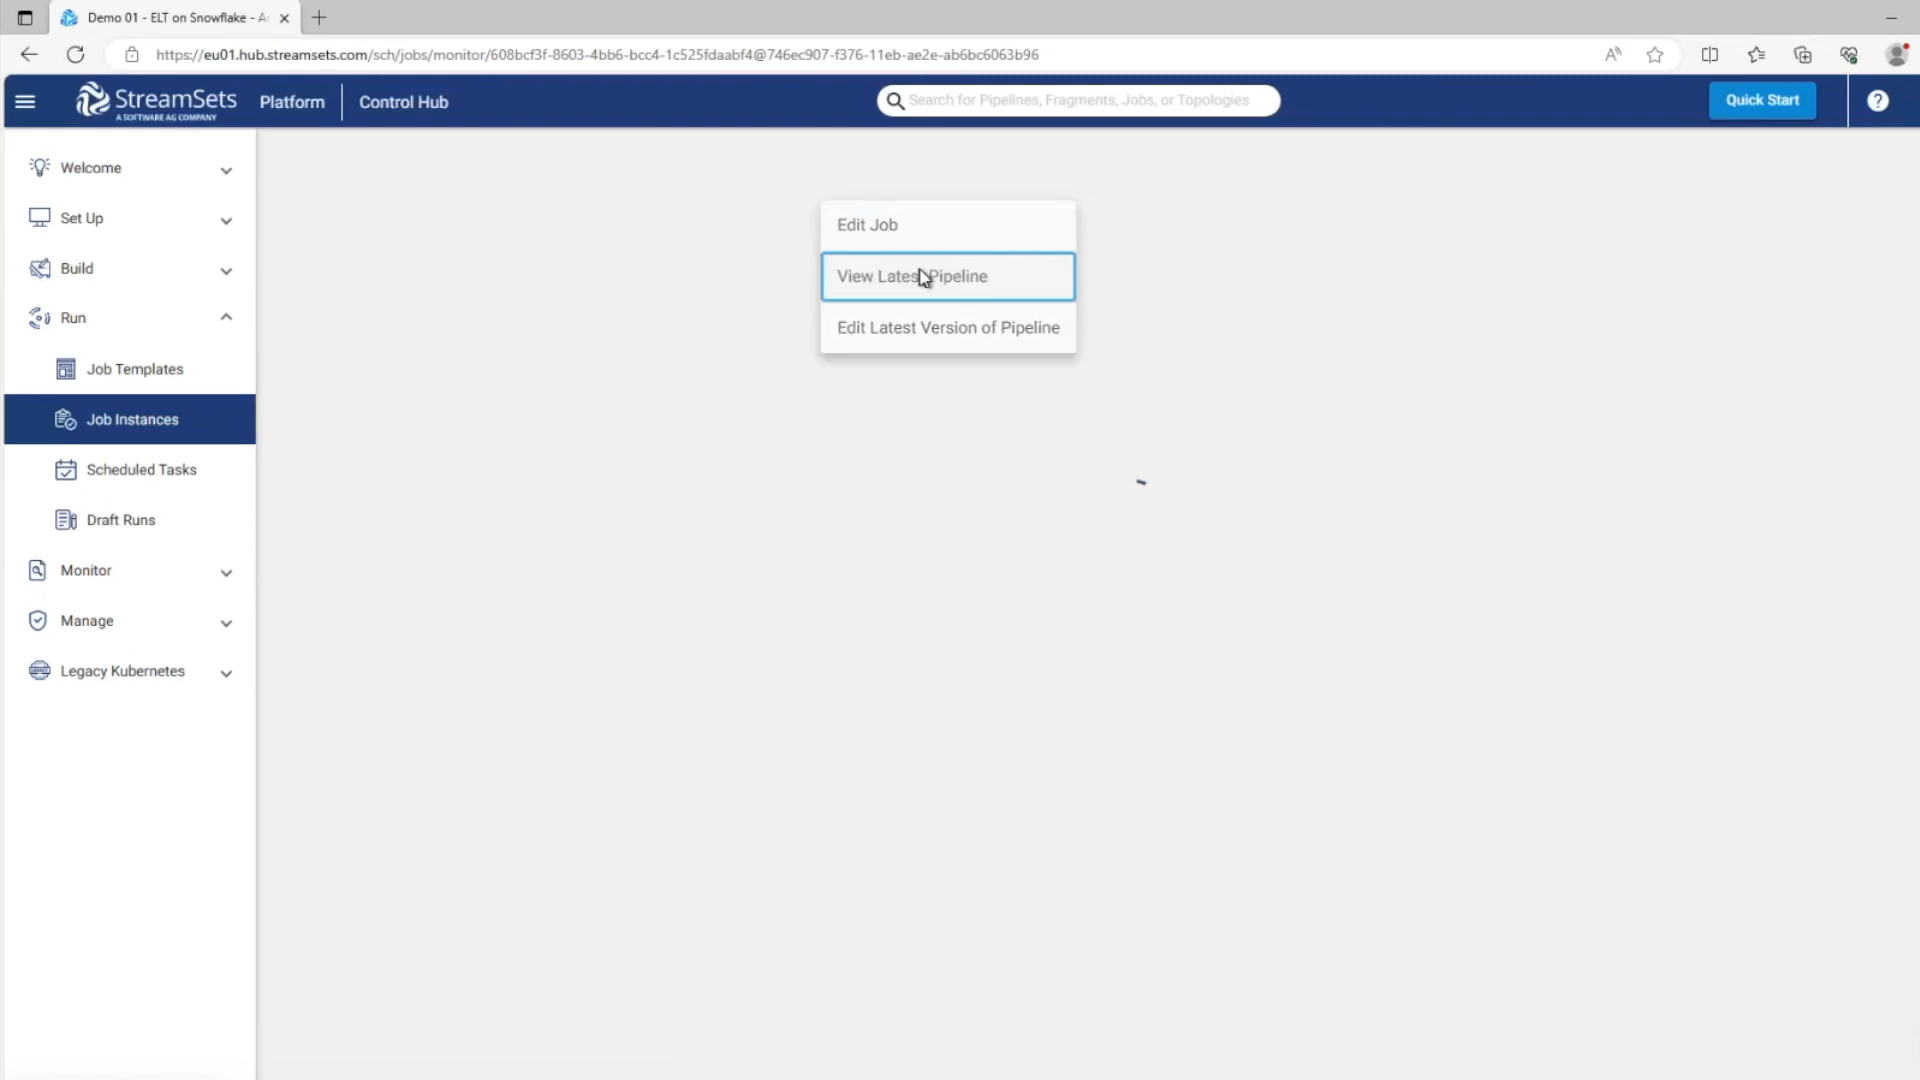 Demo 01 - ELT on Snowflake - A
https://eu01.hub.streamsets.com/sch/jobs/monitor/608bcf3f-8603-4bb6-bcc4-1c525fdaabf4@746ec907-f376-11eb-ae2e-ab6bc6063b96
StreamSets
A SOFTWARE AG COMPANY
Platform
Control Hub
Search for Pipelines, Fragments, Jobs, or Topologies
Quick Start
?
Welcome
Set Up
Build
Run
Job Templates
Job Instances
Scheduled Tasks
Draft Runs
Monitor
Manage
Legacy Kubernetes
Edit Job
View Latest Pipeline
Edit Latest Version of Pipeline